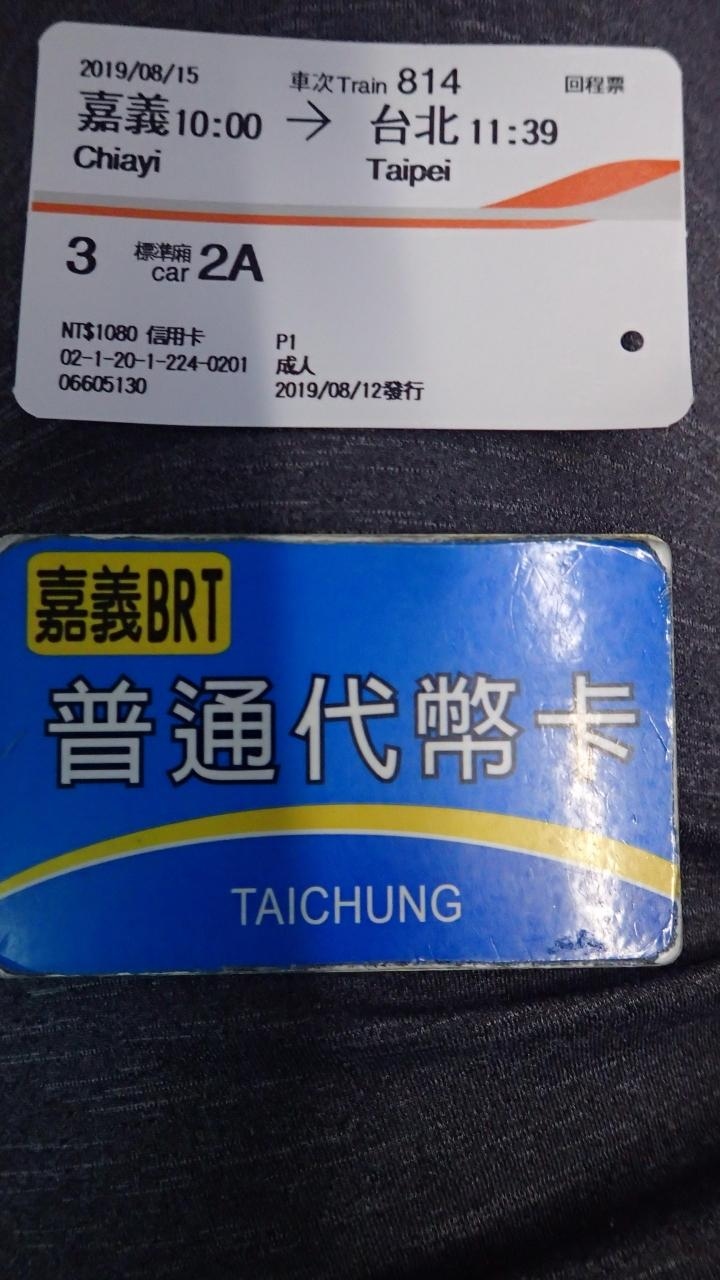 2019/08/15 車次Train 814 回程票
嘉義10:00 → 台北 11:39
Chiayi Taipei
3 標準廂 car 2A
NT$1080 信用卡 P1
02-1-20-1-224-0201 成人
06605130 2019/08/12發行
嘉義BRT
普通代幣卡
TAICHUNG